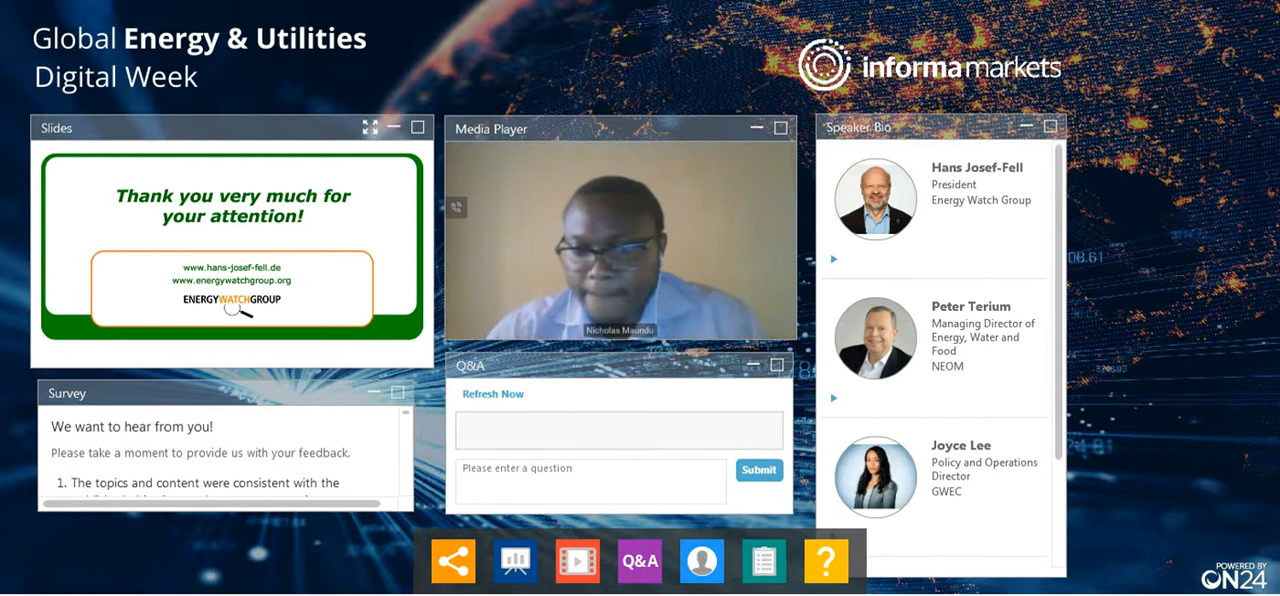 Global Energy & Utilities
Digital Week
informa markets
Slides
Thank you very much for
your attention!
www.hans-josef-fell.de
www.energywatchgroup.org
ENERGYWATCHGROUP
Survey
We want to hear from you!
Please take a moment to provide us with your feedback.
1. The topics and content were consistent with the
Media Player
Nicholas Maundu
Q&A
Refresh Now
Please enter a question
Submit
Speaker Bio
Hans Josef-Fell
President
Energy Watch Group
Peter Terium
Managing Director of
Energy, Water and
Food
NEOM
Joyce Lee
Policy and Operations
Director
GWEC
Q&A
?
POWERED BY
ON24